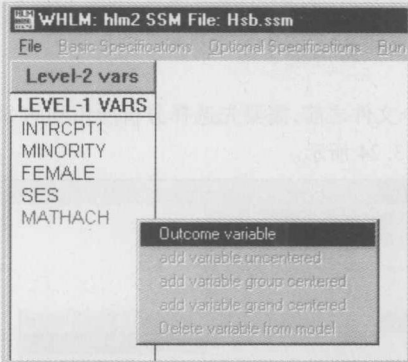 WHLM: hlm2 SSM File: Hsb.ssm
File Basic Specifications Optional Specifications Run
Level-2 vars
LEVEL-1 VARS
INTRCPT1
MINORITY
FEMALE
SES
MATHACH
Outcome variable
add variable uncentered
add variable group centered
add variable grand centered
Delete variable from model